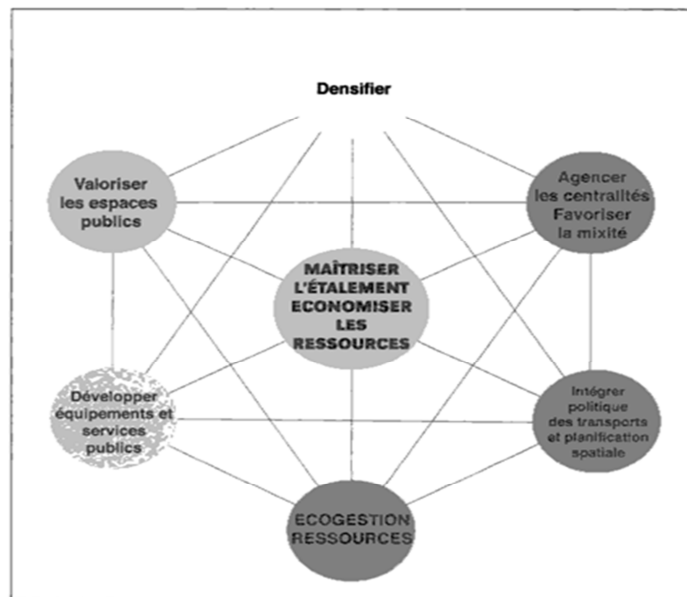 Densifier
Valoriser
les espaces
publics
Agencer
les centralités
Favoriser
la mixité
MAÎTRISER
L'ÉTALEMENT
ECONOMISER
LES
RESSOURCES
Développer
équipements et
services
publics
Intégrer
politique
des transports
et planification
spatiale
ECOGESTION
RESSOURCES